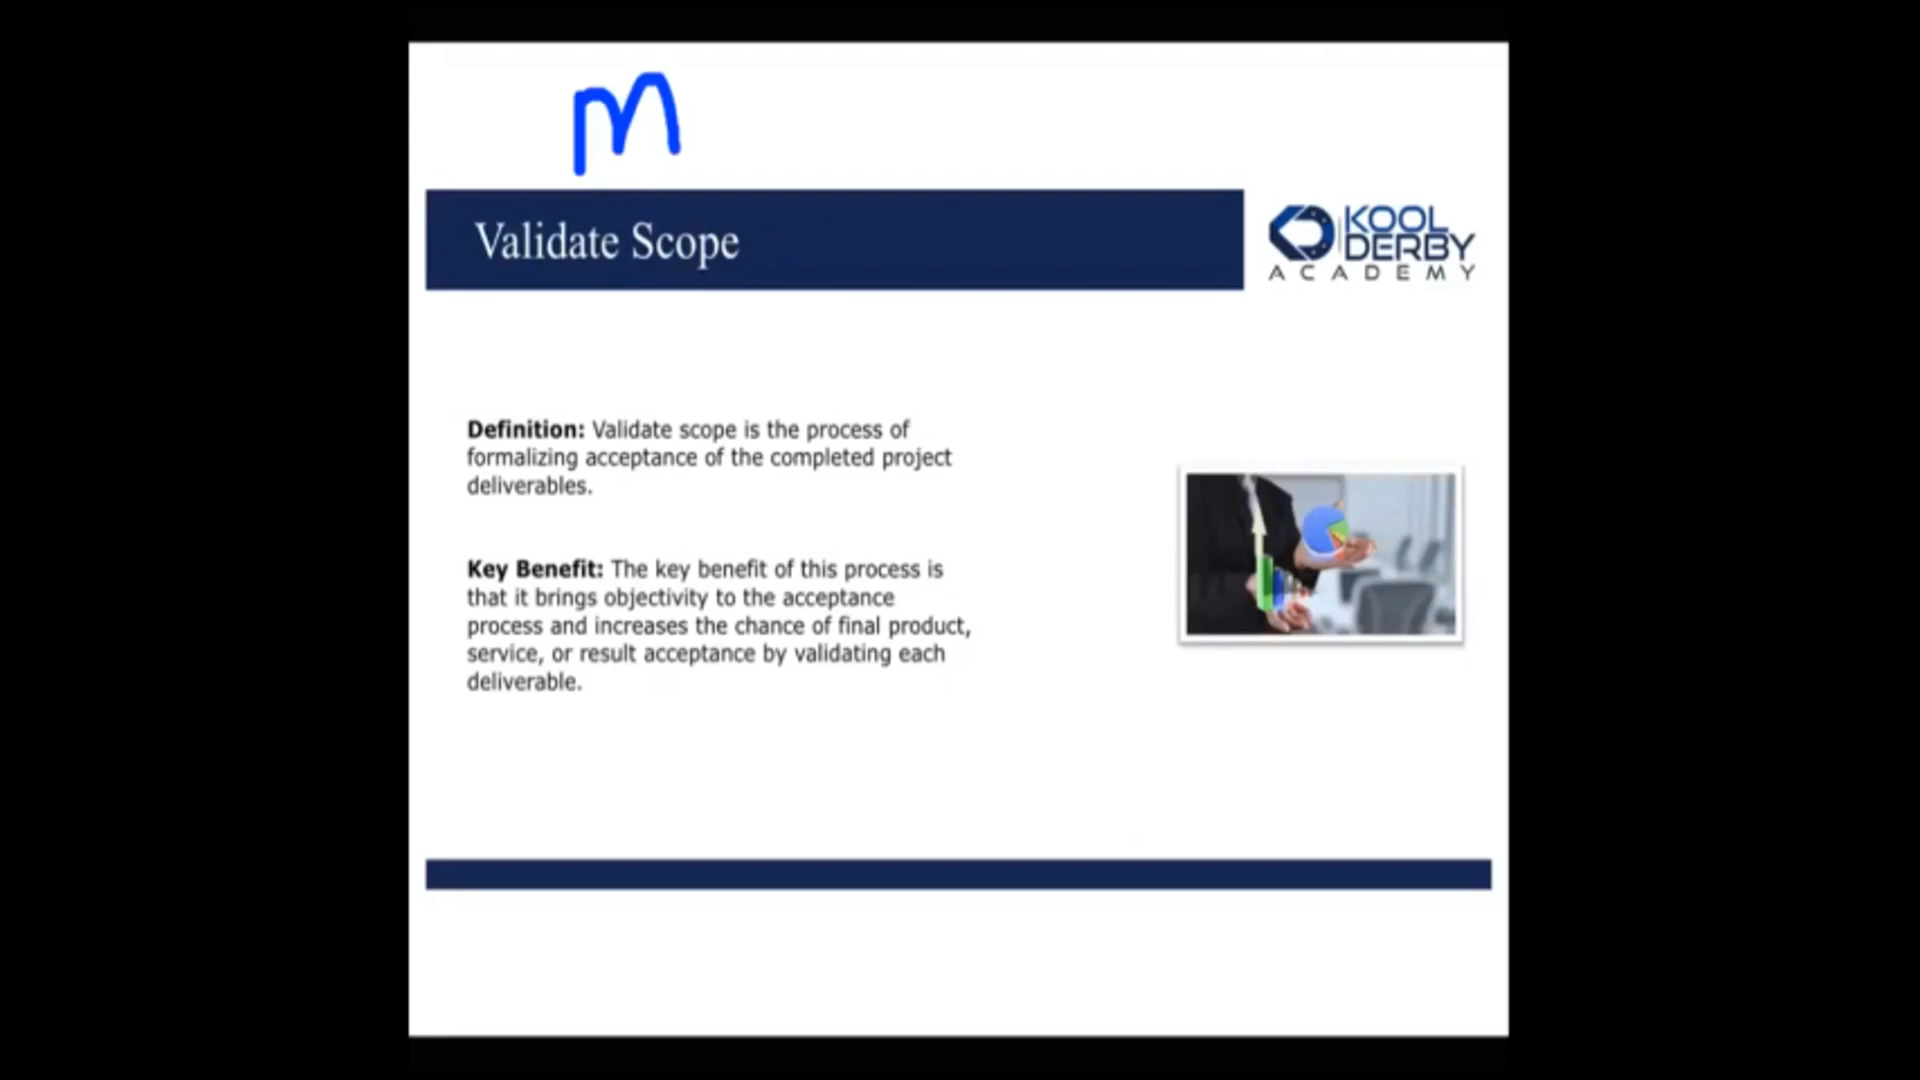 m
Validate Scope
KOOL
DERBY
ACADEMY
Definition: Validate scope is the process of
formalizing acceptance of the completed project
deliverables.
Key Benefit: The key benefit of this process is
that it brings objectivity to the acceptance
process and increases the chance of final product,
service, or result acceptance by validating each
deliverable.